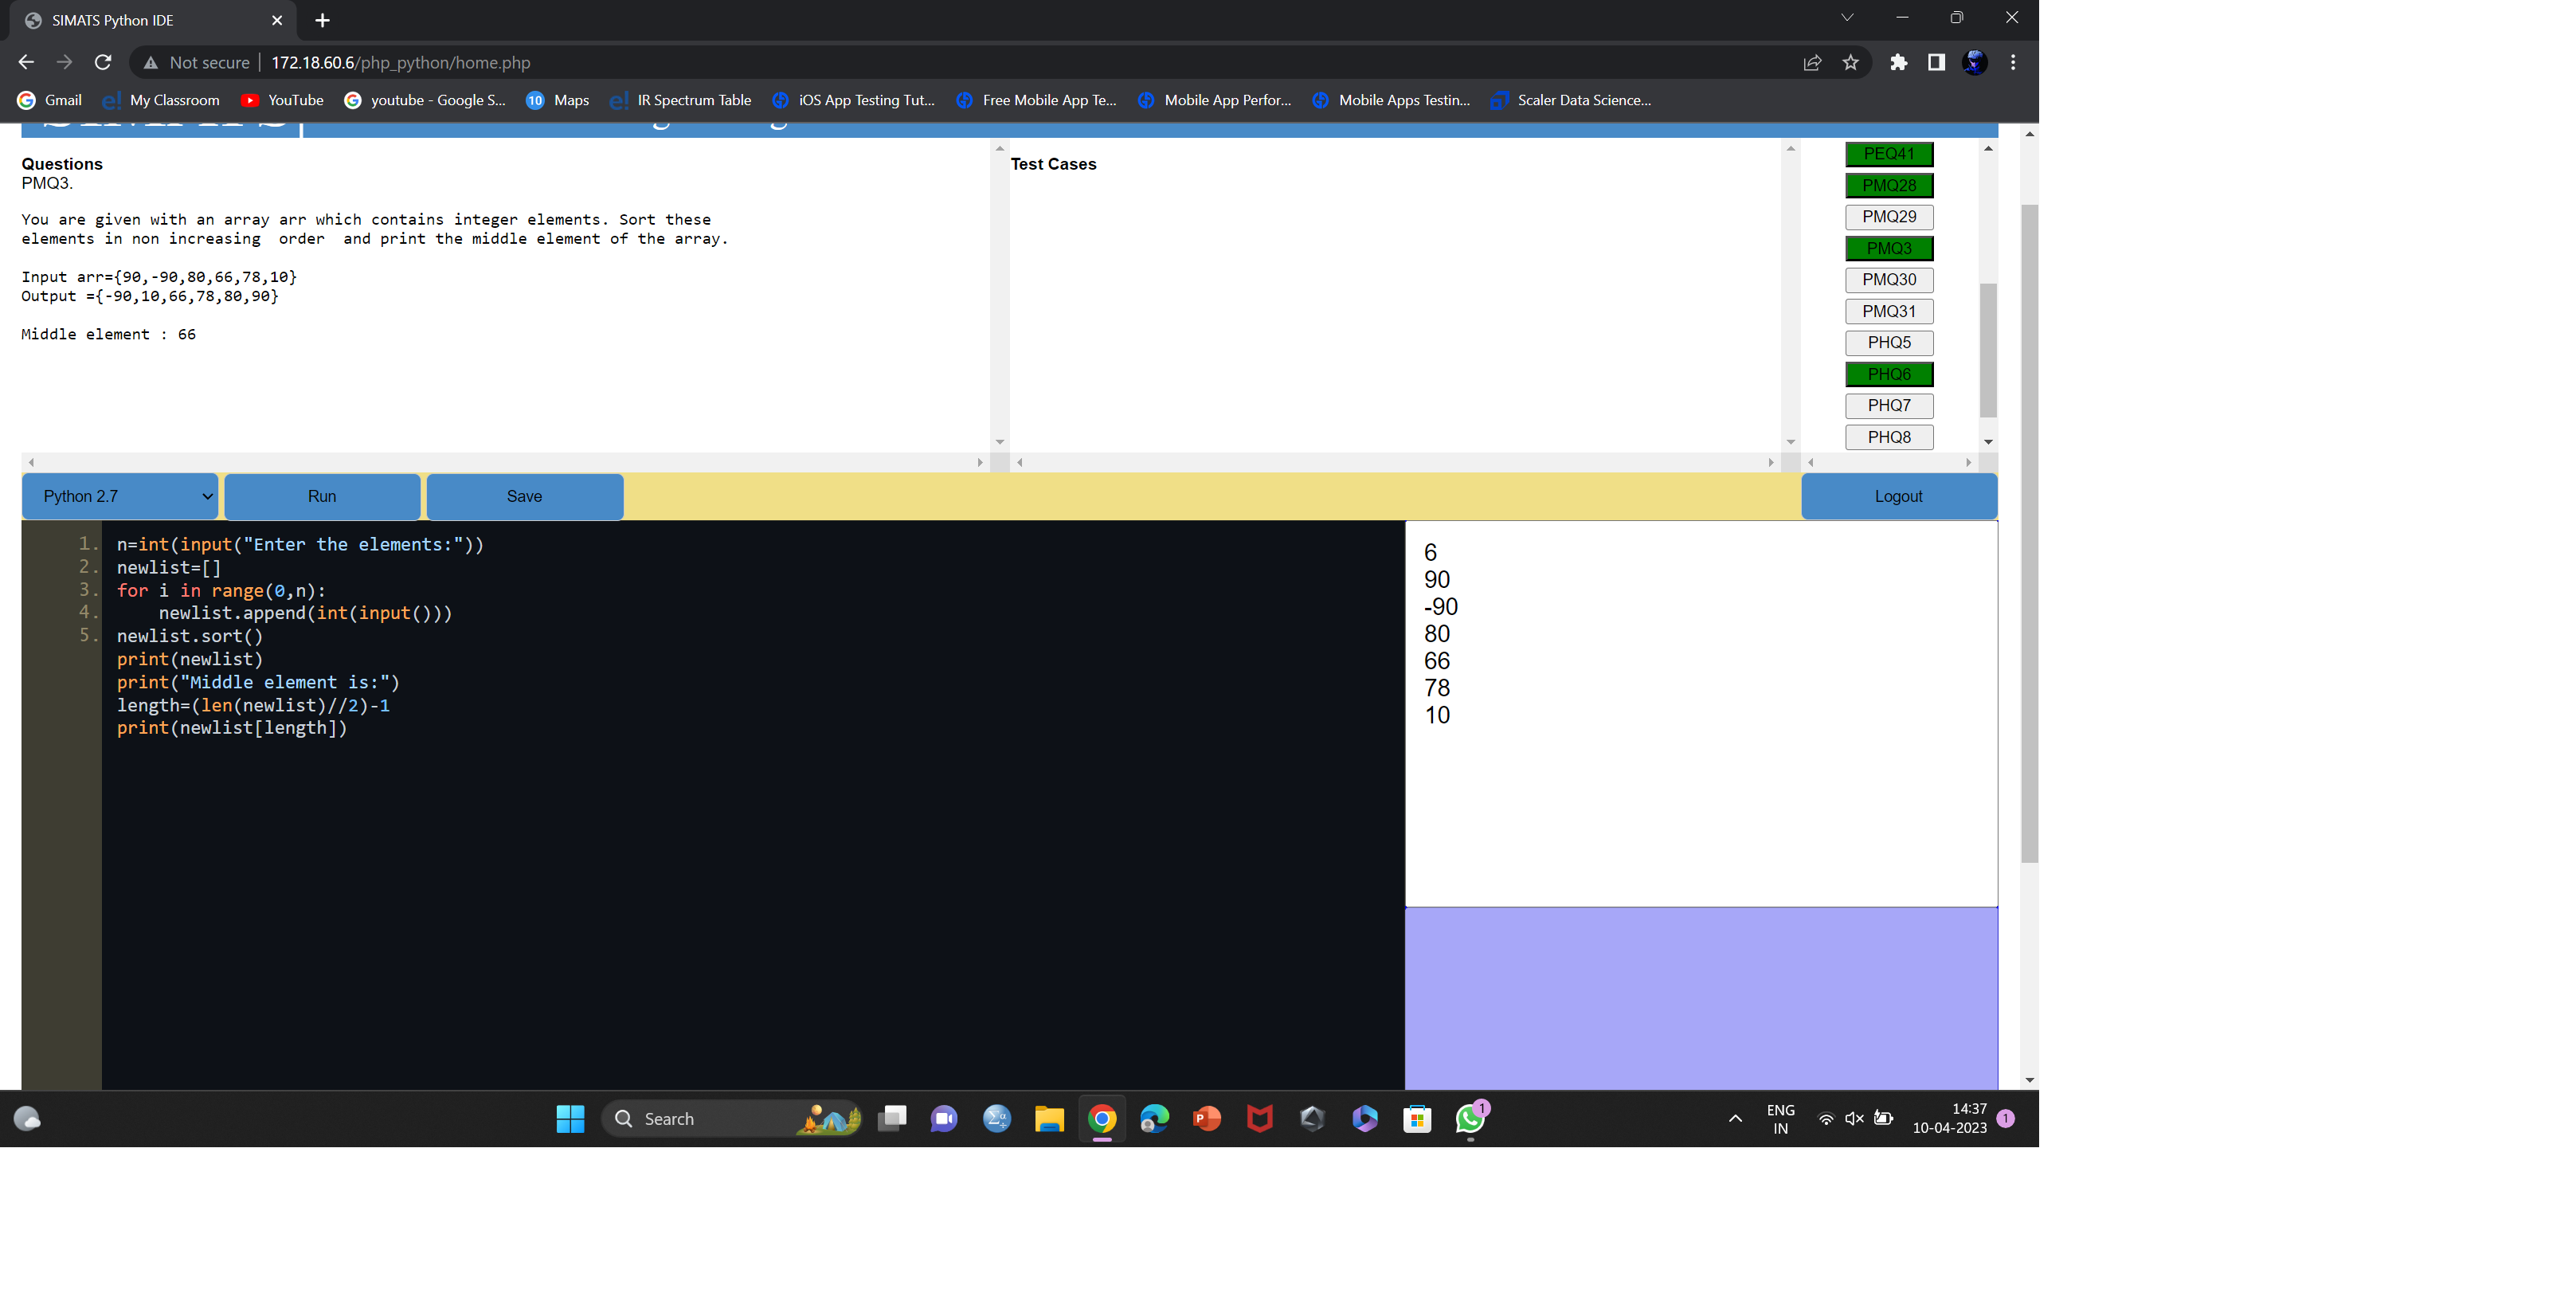 SIMATS Python IDE
Not secure
172.18.60.6/php_python/home.php
Gmail
My Classroom
YouTube
youtube - Google S...
10
Maps
IR Spectrum Table
iOS App Testing Tut...
Free Mobile App Te...
Mobile App Perfor...
Mobile Apps Testin...
Scaler Data Science...
Questions
PMQ3.
You are given with an array arr which contains integer elements. Sort these
elements in non increasing  order  and print the middle element of the array.
Input arr={90,-90,80,66,78,10}
Output ={-90,10,66,78,80,90}
Middle element : 66
Test Cases
PEQ41
PMQ28
PMQ29
PMQ3
PMQ30
PMQ31
PHQ5
PHQ6
PHQ7
PHQ8
Python 2.7
Run
Save
Logout
1. n=int(input("Enter the elements:"))
2. newlist=[]
3. for i in range(0,n):
4.     newlist.append(int(input()))
5. newlist.sort()
print(newlist)
print("Middle element is:")
length=(len(newlist)//2)-1
print(newlist[length])
6
90
-90
80
66
78
10
Search
1
ENG
IN
14:37
10-04-2023
1